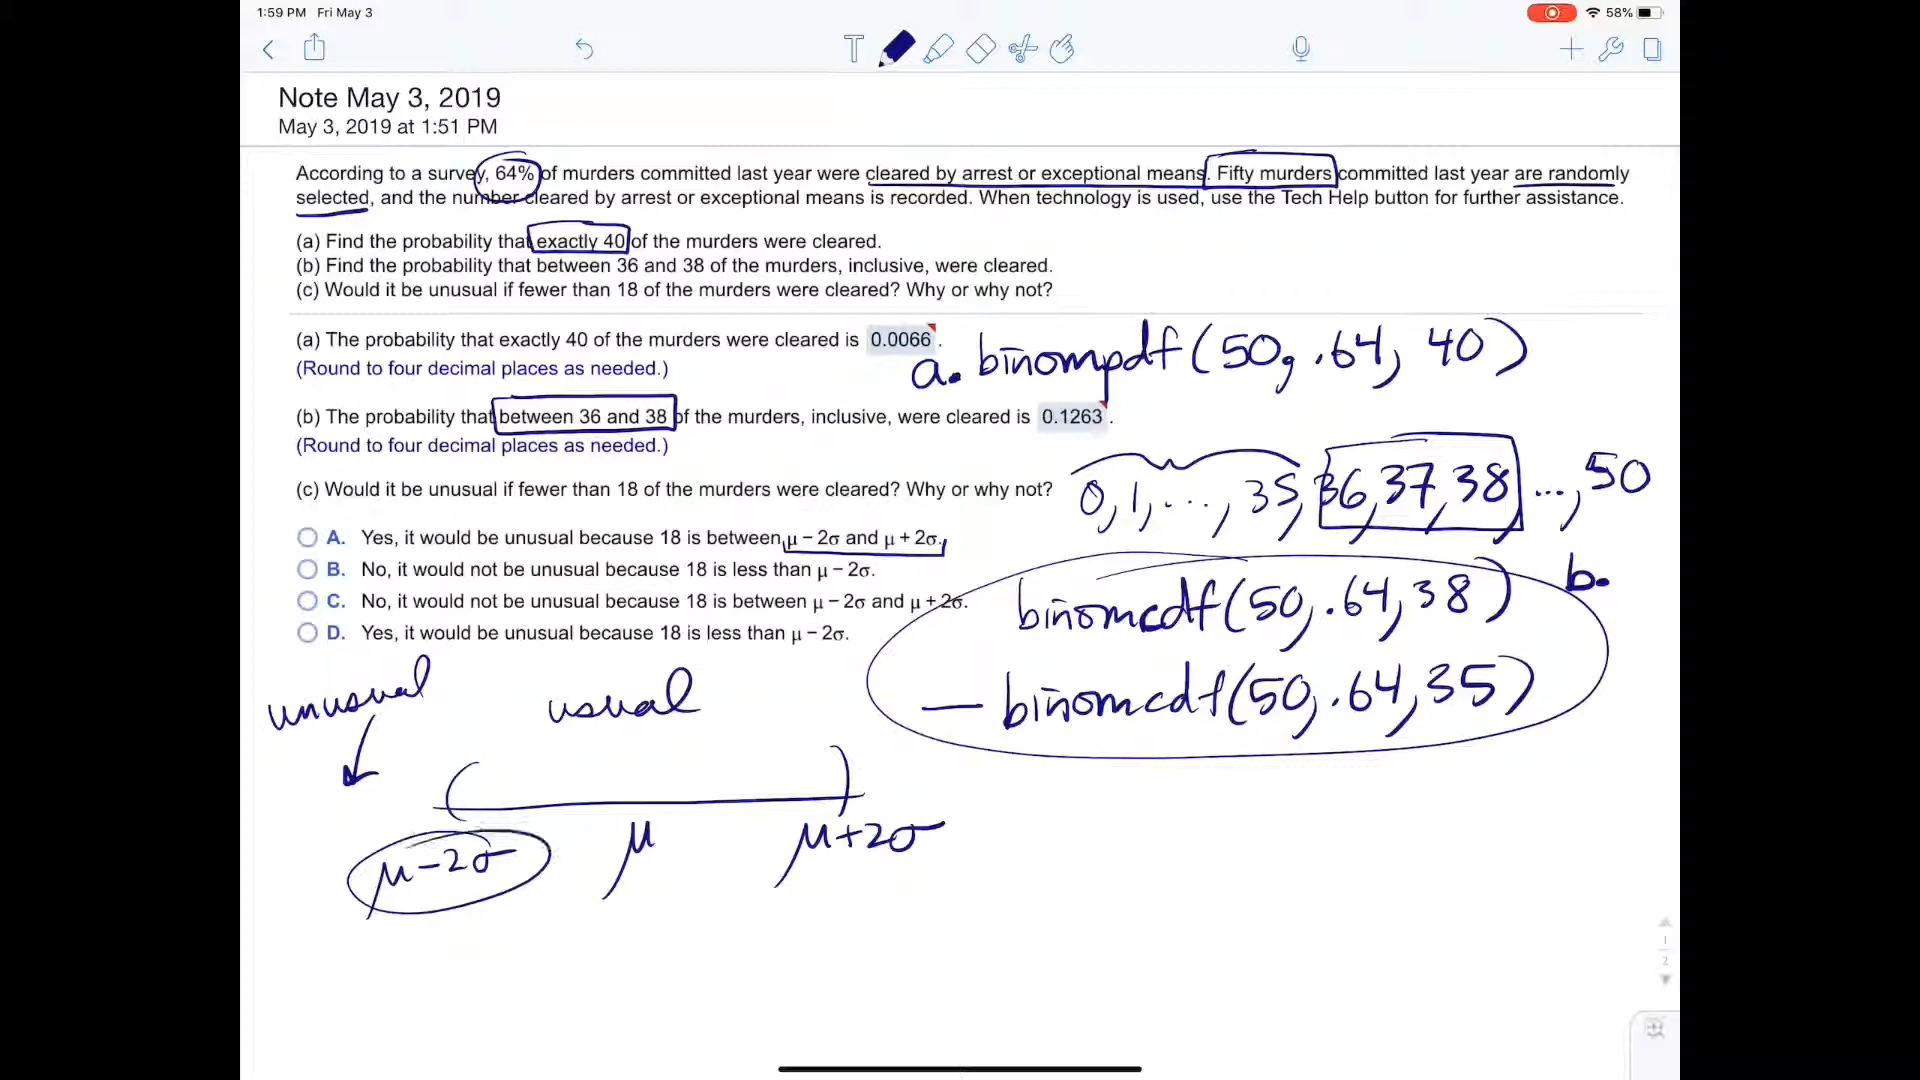 1:59 PM Fri May 3
58%
T
Note May 3, 2019
May 3, 2019 at 1:51 PM
According to a survey, 64% of murders committed last year were cleared by arrest or exceptional means. Fifty murders committed last year are randomly
selected, and the number cleared by arrest or exceptional means is recorded. When technology is used, use the Tech Help button for further assistance.
(a) Find the probability that exactly 40 of the murders were cleared.
(b) Find the probability that between 36 and 38 of the murders, inclusive, were cleared.
(c) Would it be unusual if fewer than 18 of the murders were cleared? Why or why not?
(a) The probability that exactly 40 of the murders were cleared is 0.0066.
(Round to four decimal places as needed.)
a. binompdf(50, .64, 40)
(b) The probability that between 36 and 38 of the murders, inclusive, were cleared is 0.1263.
(Round to four decimal places as needed.)
0, 1, ..., 35, 36, 37, 38, ..., 50
(c) Would it be unusual if fewer than 18 of the murders were cleared? Why or why not?
A. Yes, it would be unusual because 18 is between μ − 2σ and μ + 2σ.
B. No, it would not be unusual because 18 is less than μ − 2σ.
C. No, it would not be unusual because 18 is between μ − 2σ and μ + 2σ.
D. Yes, it would be unusual because 18 is less than μ − 2σ.
b.
binomcdf(50, .64, 38)
− binomcdf(50, .64, 35)
unusual usual
μ−2σ μ μ+2σ
1
2